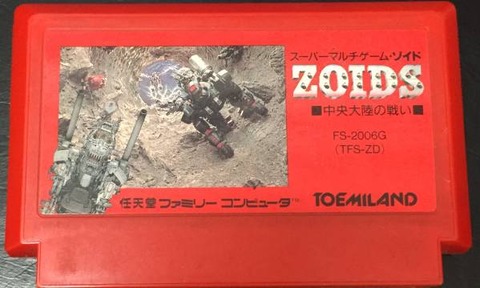 スーパーマルチゲーム・ゾイド
ZOIDS
■中央大陸の戦い■
FS-2006G
(TFS-ZD)
任天堂 ファミリー コンピュータ™
TOEMILAND